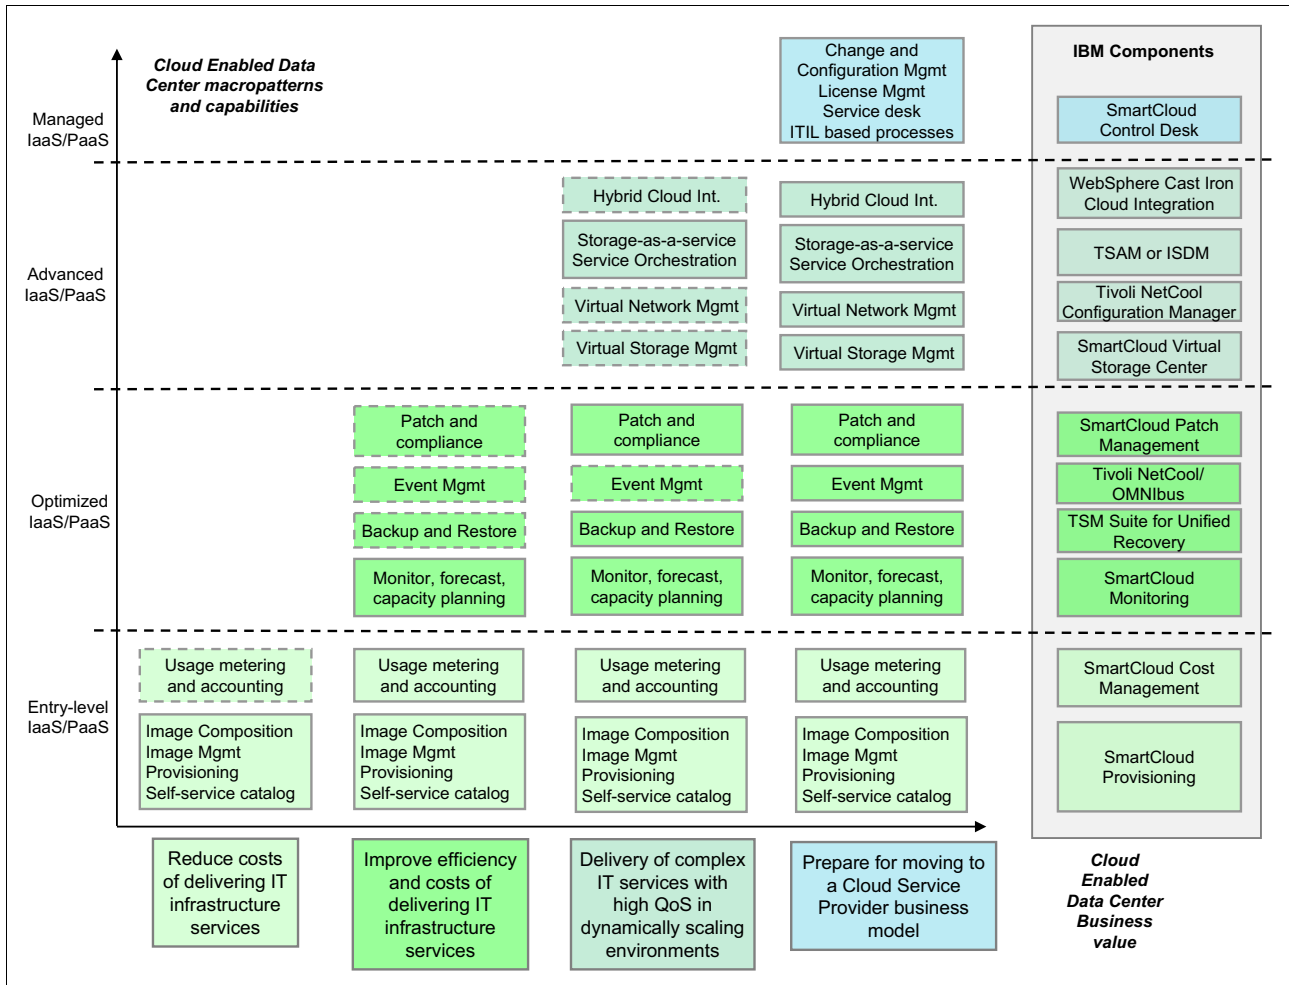 Cloud Enabled Data
Center macropatterns
and capabilities
Managed
IaaS/PaaS
Change and
Configuration Mgmt
License Mgmt
Service desk
ITIL based processes
IBM Components
SmartCloud
Control Desk
Advanced
IaaS/PaaS
Hybrid Cloud Int.
Storage-as-a-service
Service Orchestration
Virtual Network Mgmt
Virtual Storage Mgmt
Hybrid Cloud Int.
Storage-as-a-service
Service Orchestration
Virtual Network Mgmt
Virtual Storage Mgmt
WebSphere Cast Iron
Cloud Integration
TSAM or ISDM
Tivoli NetCool
Configuration Manager
SmartCloud Virtual
Storage Center
Optimized
IaaS/PaaS
Patch and
compliance
Event Mgmt
Backup and Restore
Monitor, forecast,
capacity planning
Patch and
compliance
Event Mgmt
Backup and Restore
Monitor, forecast,
capacity planning
Patch and
compliance
Event Mgmt
Backup and Restore
Monitor, forecast,
capacity planning
SmartCloud Patch
Management
Tivoli NetCool/
OMNIbus
TSM Suite for Unified
Recovery
SmartCloud
Monitoring
Entry-level
IaaS/PaaS
Usage metering
and accounting
Image Composition
Image Mgmt
Provisioning
Self-service catalog
Usage metering
and accounting
Image Composition
Image Mgmt
Provisioning
Self-service catalog
Usage metering
and accounting
Image Composition
Image Mgmt
Provisioning
Self-service catalog
Usage metering
and accounting
Image Composition
Image Mgmt
Provisioning
Self-service catalog
SmartCloud Cost
Management
SmartCloud
Provisioning
Reduce costs
of delivering IT
infrastructure
services
Improve efficiency
and costs of
delivering IT
infrastructure
services
Delivery of complex
IT services with
high QoS in
dynamically scaling
environments
Prepare for moving to
a Cloud Service
Provider business
model
Cloud
Enabled
Data Center
Business
value